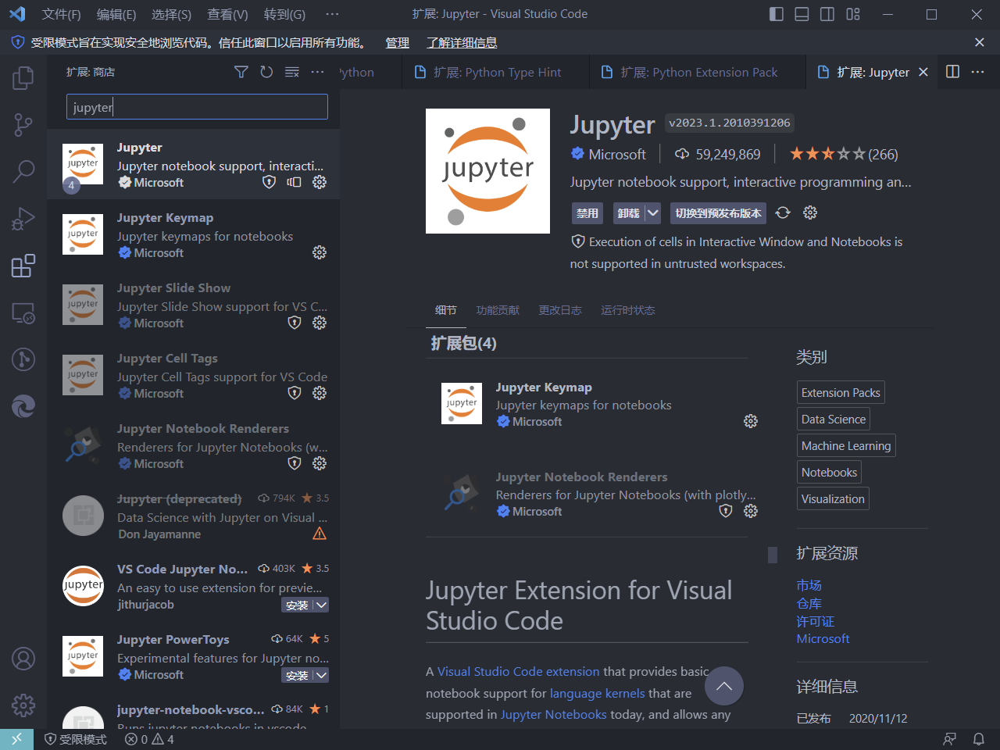 文件(F) 编辑(E) 选择(S) 查看(V) 转到(G) ··· 扩展: Jupyter - Visual Studio Code
受限模式旨在实现安全地浏览代码。信任此窗口以启用所有功能。 管理 了解详细信息
扩展: 商店
Python 扩展: Python Type Hint 扩展: Python Extension Pack 扩展: Jupyter
jupyter
Jupyter
Jupyter notebook support, interacti...
Microsoft
4
jupyter
Jupyter Keymap
Jupyter keymaps for notebooks
Microsoft
jupyter
Jupyter Slide Show
Jupyter Slide Show support for VS C...
Microsoft
jupyter
Jupyter Cell Tags
Jupyter Cell Tags support for VS Code
Microsoft
jupyter
Jupyter Notebook Renderers
Renderers for Jupyter Notebooks (w...
Microsoft
Jupyter (deprecated) 794K 3.5
Data Science with Jupyter on Visual ...
Don Jayamanne
VS Code Jupyter No... 403K 3.5
An easy to use extension for previe...
jithurjacob 安装
jupyter
Jupyter PowerToys 64K 5
Experimental features for Jupyter no...
Microsoft 安装
jupyter
jupyter-notebook-vsco... 84K 1
Runs jupyter notebooks in vscode
jupyter
Jupyter v2023.1.2010391206
Microsoft 59,249,869 (266)
Jupyter notebook support, interactive programming an...
禁用 卸载 切换到预发布版本
Execution of cells in Interactive Window and Notebooks is
not supported in untrusted workspaces.
细节 功能贡献 更改日志 运行时状态
扩展包(4)
Jupyter Keymap
Jupyter keymaps for notebooks
Microsoft
jupyter
Jupyter Notebook Renderers
Renderers for Jupyter Notebooks (with plotly...
Microsoft
Jupyter Extension for Visual
Studio Code
A Visual Studio Code extension that provides basic
notebook support for language kernels that are
supported in Jupyter Notebooks today, and allows any
类别
Extension Packs
Data Science
Machine Learning
Notebooks
Visualization
扩展资源
市场
仓库
许可证
Microsoft
详细信息
已发布 2020/11/12
受限模式 0 4